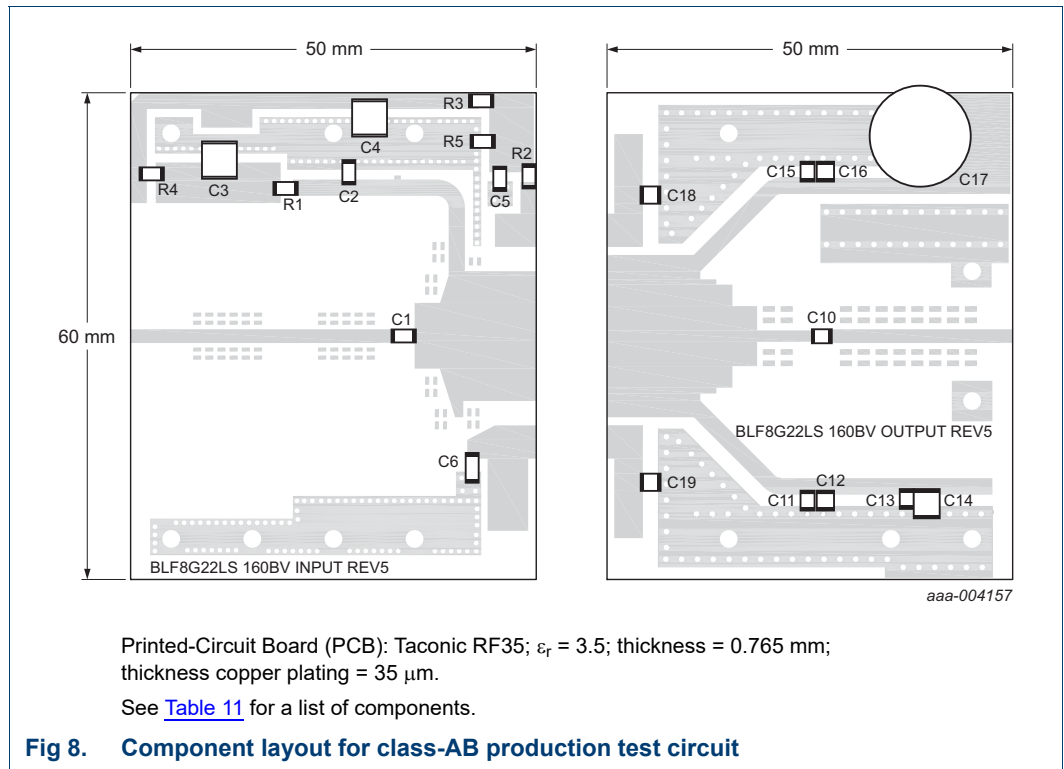 50 mm
50 mm
R3
C4
R5
R2
C15
C16
C3
R4
R1
C2
C5
C18
C17
C1
C10
60 mm
BLF8G22LS 160BV OUTPUT REV5
C6
C19
C12
C11
C13
C14
BLF8G22LS 160BV INPUT REV5
aaa-004157
Printed-Circuit Board (PCB): Taconic RF35; εr = 3.5; thickness = 0.765 mm;
thickness copper plating = 35 μm.
See Table 11 for a list of components.
Fig 8. Component layout for class-AB production test circuit